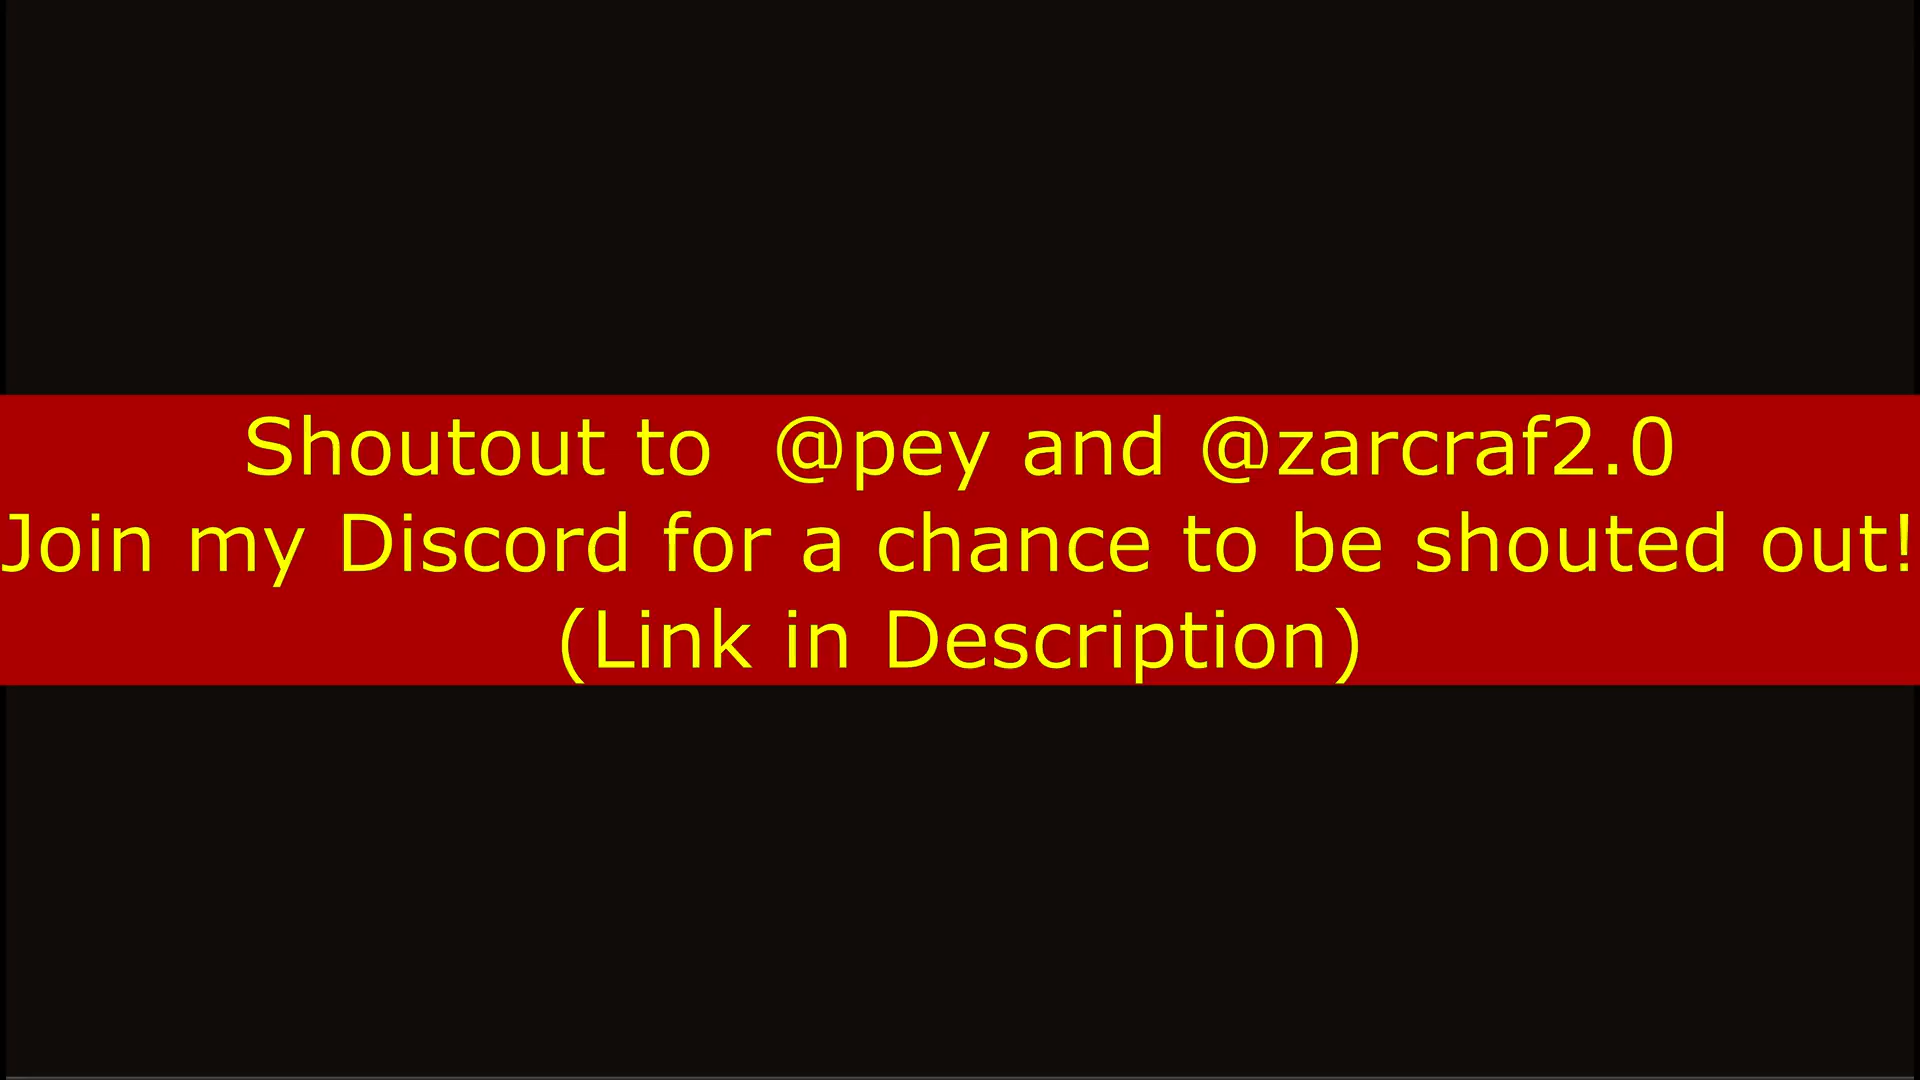 Shoutout to  @pey and @zarcraf2.0
Join my Discord for a chance to be shouted out!
(Link in Description)